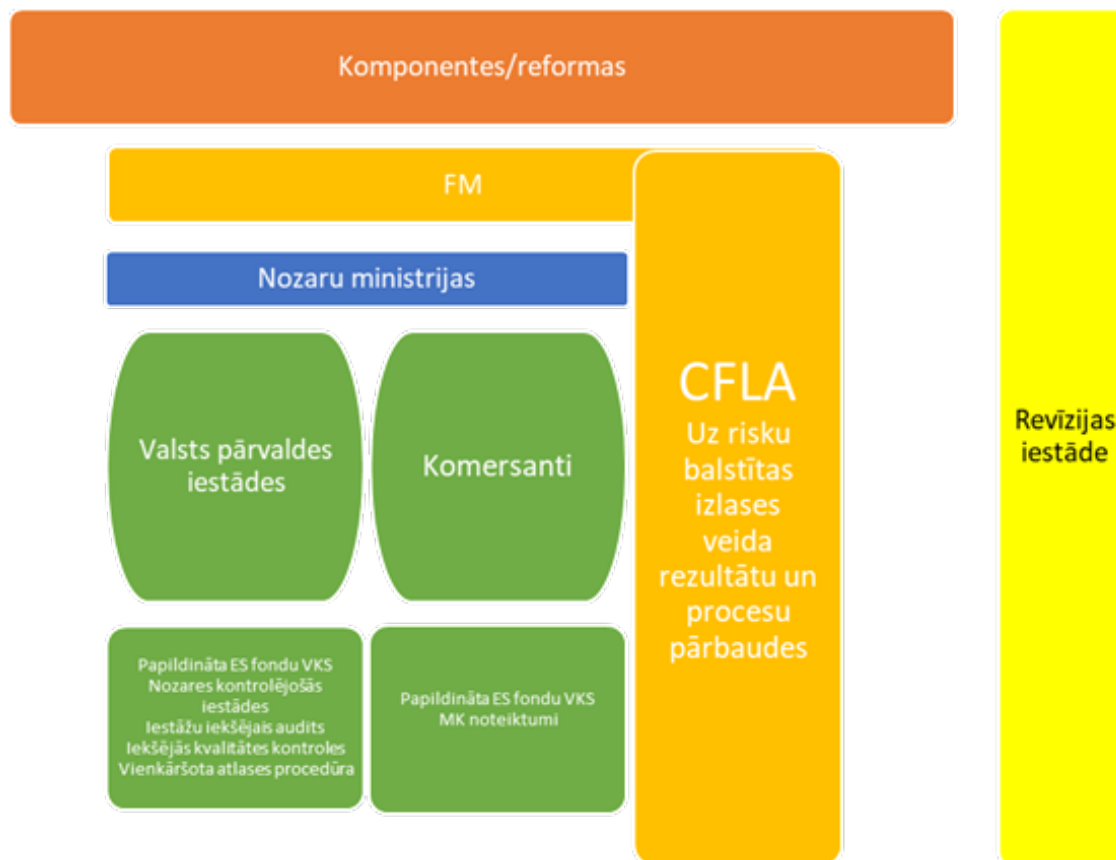 Komponentes/reformas
FM
Nozaru ministrijas
Valsts pārvaldes
iestādes
Komersanti
Papildināta ES fondu VKS
Nozares kontrolējošās
iestādes
Iestāžu iekšējais audits
Iekšējās kvalitātes kontroles
Vienkāršota atlases procedūra
Papildināta ES fondu VKS
MK noteiktumi
CFLA
Uz risku
balstītas
izlases
veida
rezultātu un
procesu
pārbaudes
Revīzijas
iestāde